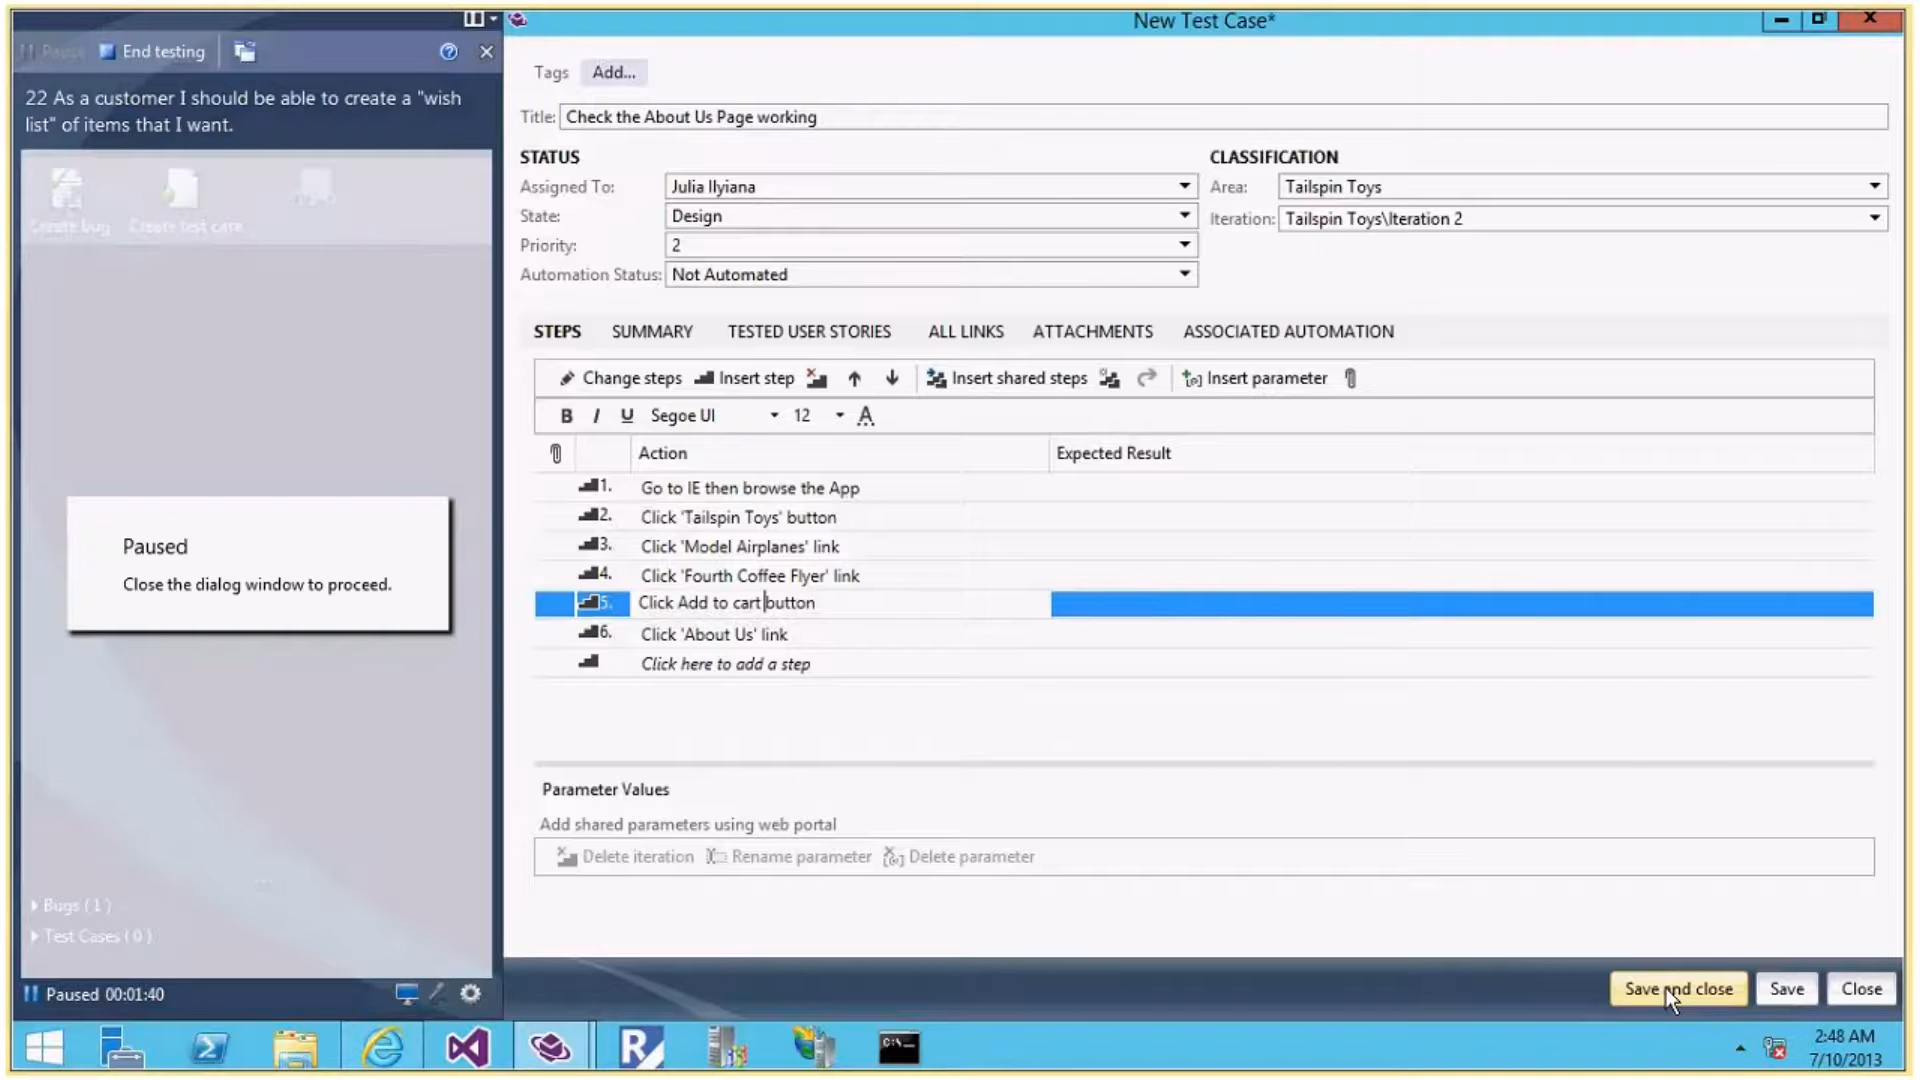 New Test Case*
Pause
End testing
22 As a customer I should be able to create a "wish
list" of items that I want.
Create bug
Create test case
Paused
Close the dialog window to proceed.
Bugs ( 1 )
Test Cases ( 0 )
Paused 00:01:40
Tags
Add...
Title:
Check the About Us Page working
STATUS
Assigned To:
Julia Ilyiana
State:
Design
Priority:
2
Automation Status:
Not Automated
CLASSIFICATION
Area:
Tailspin Toys
Iteration:
Tailspin Toys\Iteration 2
STEPS
SUMMARY
TESTED USER STORIES
ALL LINKS
ATTACHMENTS
ASSOCIATED AUTOMATION
Change steps
Insert step
Insert shared steps
Insert parameter
B I U Segoe UI 12 A
Action
Expected Result
1. Go to IE then browse the App
2. Click 'Tailspin Toys' button
3. Click 'Model Airplanes' link
4. Click 'Fourth Coffee Flyer' link
5. Click Add to cart button
6. Click 'About Us' link
Click here to add a step
Parameter Values
Add shared parameters using web portal
Delete iteration
Rename parameter
Delete parameter
Save and close
Save
Close
2:48 AM
7/10/2013